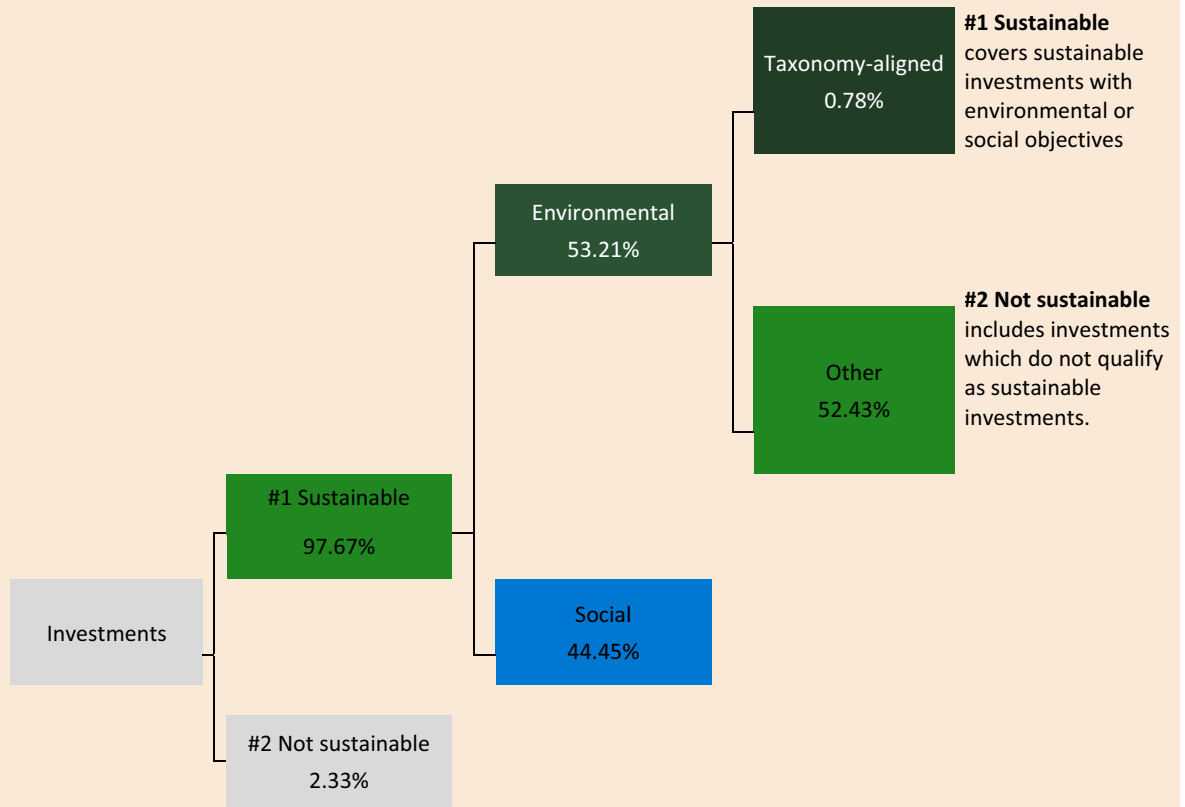 Taxonomy-aligned
0.78%
#1 Sustainable
covers sustainable
investments with
environmental or
social objectives
Environmental
53.21%
Other
52.43%
#2 Not sustainable
includes investments
which do not qualify
as sustainable
investments.
#1 Sustainable
97.67%
Investments
Social
44.45%
#2 Not sustainable
2.33%